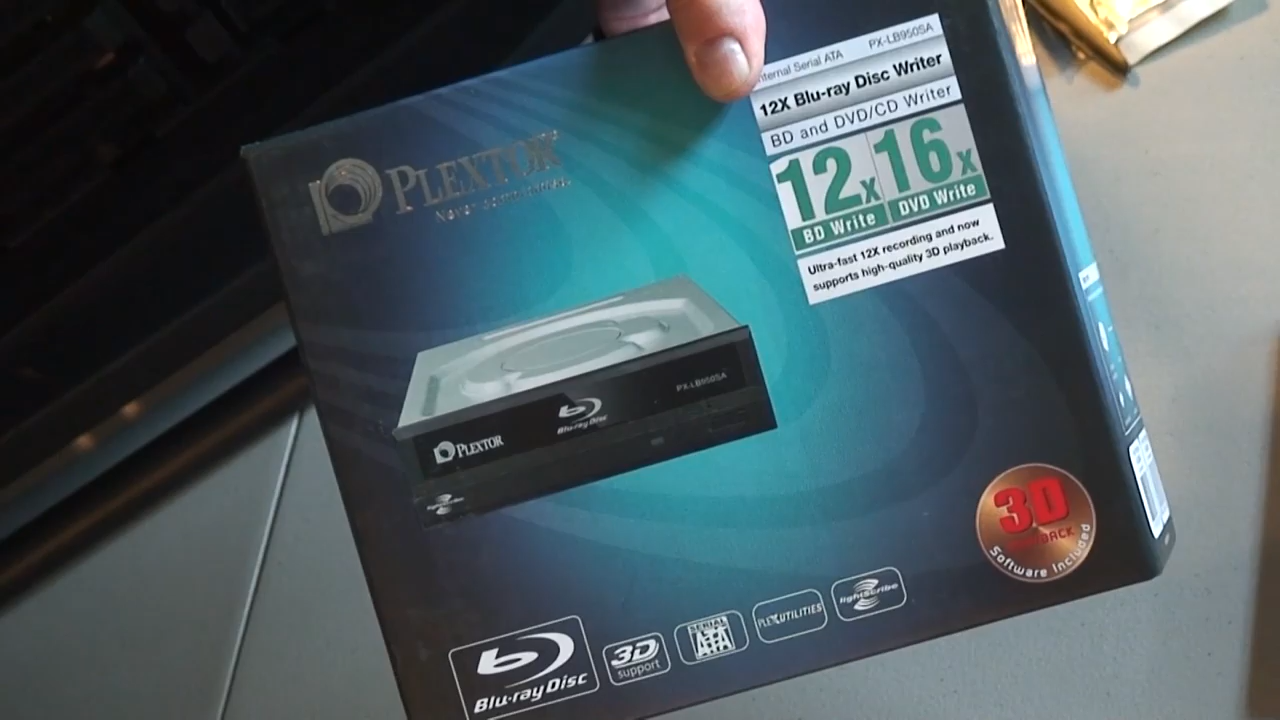 Internal Serial ATA PX-LB950SA
12X Blu-ray Disc Writer
BD and DVD/CD Writer
12x 16x
BD Write DVD Write
Ultra-fast 12X recording and now
supports high-quality 3D playback.
PLEXTOR
PX-LB950SA
Blu-ray Disc
PLEXTOR
3D
Software Included
Blu-ray Disc
3D
support
SERIAL
ATA
PLEXUTILITIES
lightScribe